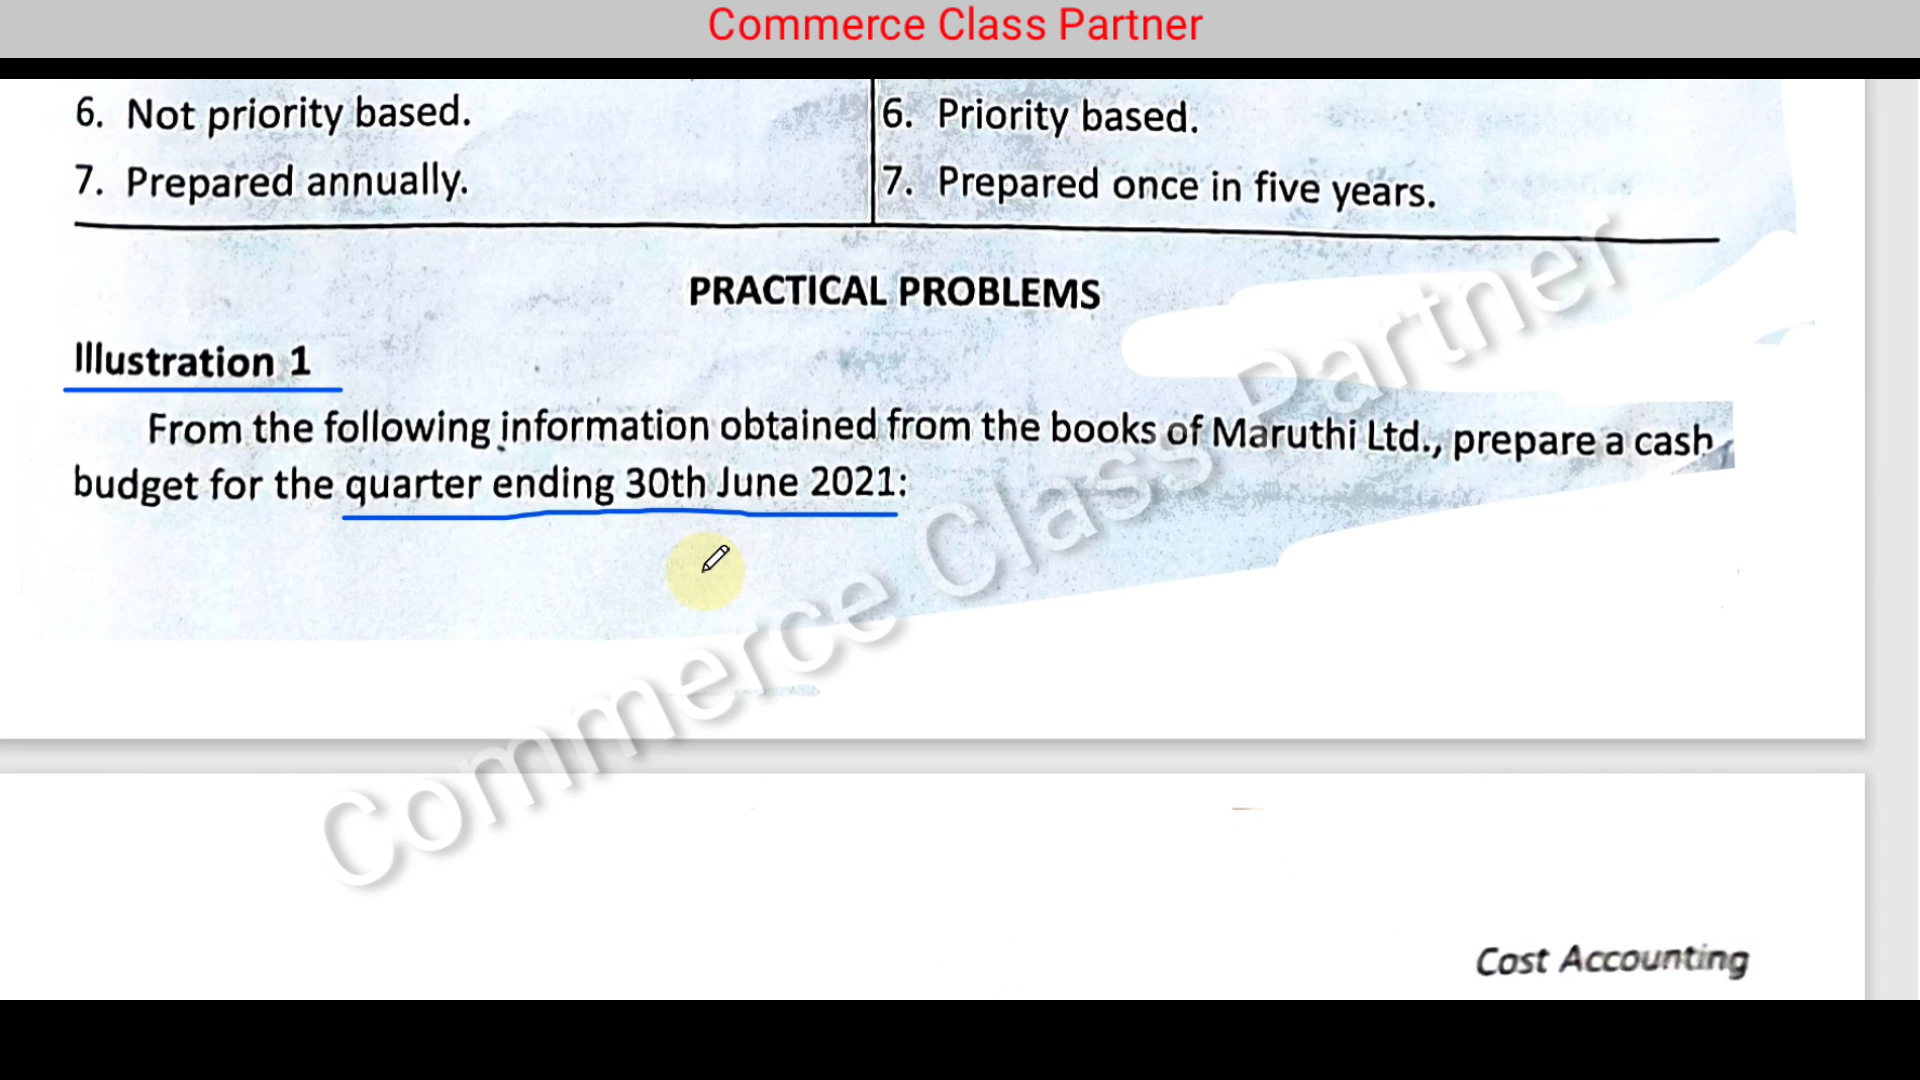 Commerce Class Partner
6. Not priority based.
6. Priority based.
7. Prepared annually.
7. Prepared once in five years.
PRACTICAL PROBLEMS
Illustration 1
From the following information obtained from the books of Maruthi Ltd., prepare a cash
budget for the quarter ending 30th June 2021:
Commerce Class Partner
Cost Accounting